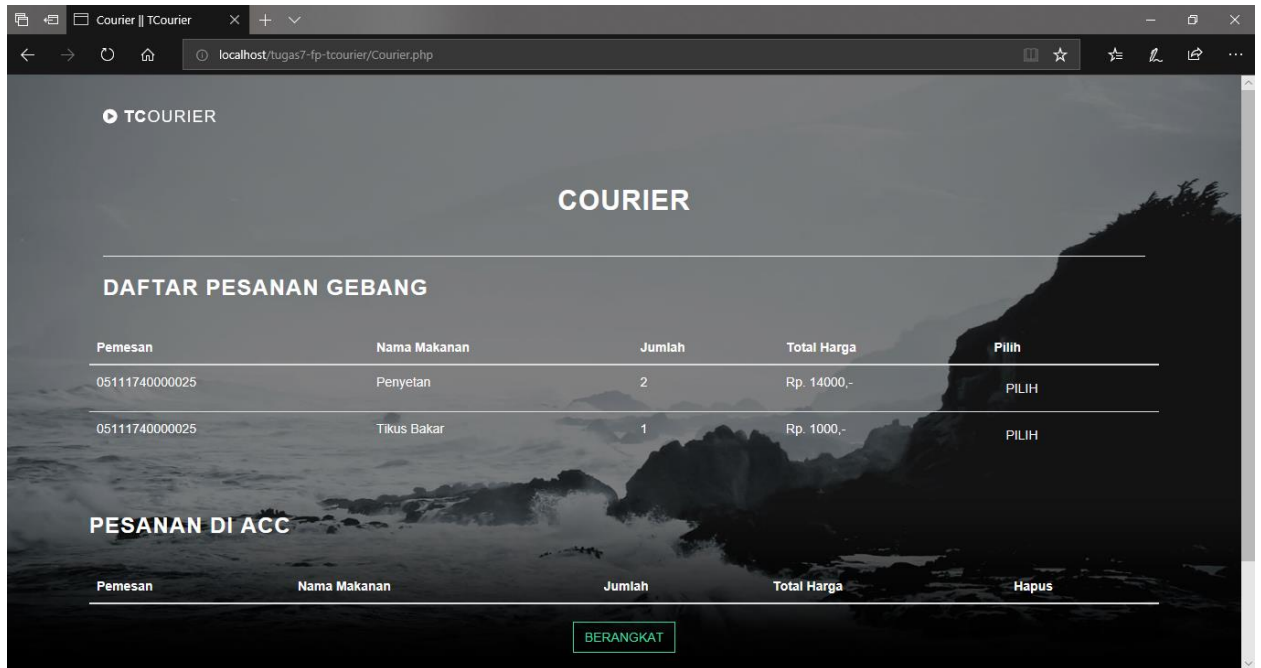 Courier || TCourier
localhost/tugas7-fp-tcourier/Courier.php
TCOURIER
COURIER
DAFTAR PESANAN GEBANG
Pemesan Nama Makanan Jumlah Total Harga Pilih
05111740000025 Penyetan 2 Rp. 14000,- PILIH
05111740000025 Tikus Bakar 1 Rp. 1000,- PILIH
PESANAN DI ACC
Pemesan Nama Makanan Jumlah Total Harga Hapus
BERANGKAT